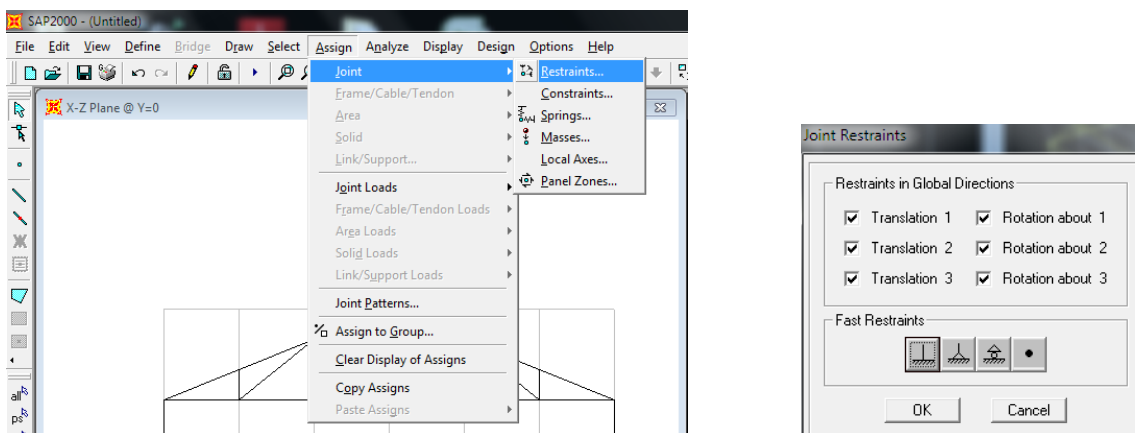 SAP2000 - (Untitled)
File Edit View Define Bridge Draw Select Assign Analyze Display Design Options Help
X-Z Plane @ Y=0
Joint
Frame/Cable/Tendon
Area
Solid
Link/Support...
Joint Loads
Frame/Cable/Tendon Loads
Area Loads
Solid Loads
Link/Support Loads
Joint Patterns...
Assign to Group...
Clear Display of Assigns
Copy Assigns
Paste Assigns
Restraints...
Constraints...
Springs...
Masses...
Local Axes...
Panel Zones...
all
ps
Joint Restraints
Restraints in Global Directions
Translation 1 Rotation about 1
Translation 2 Rotation about 2
Translation 3 Rotation about 3
Fast Restraints
OK Cancel